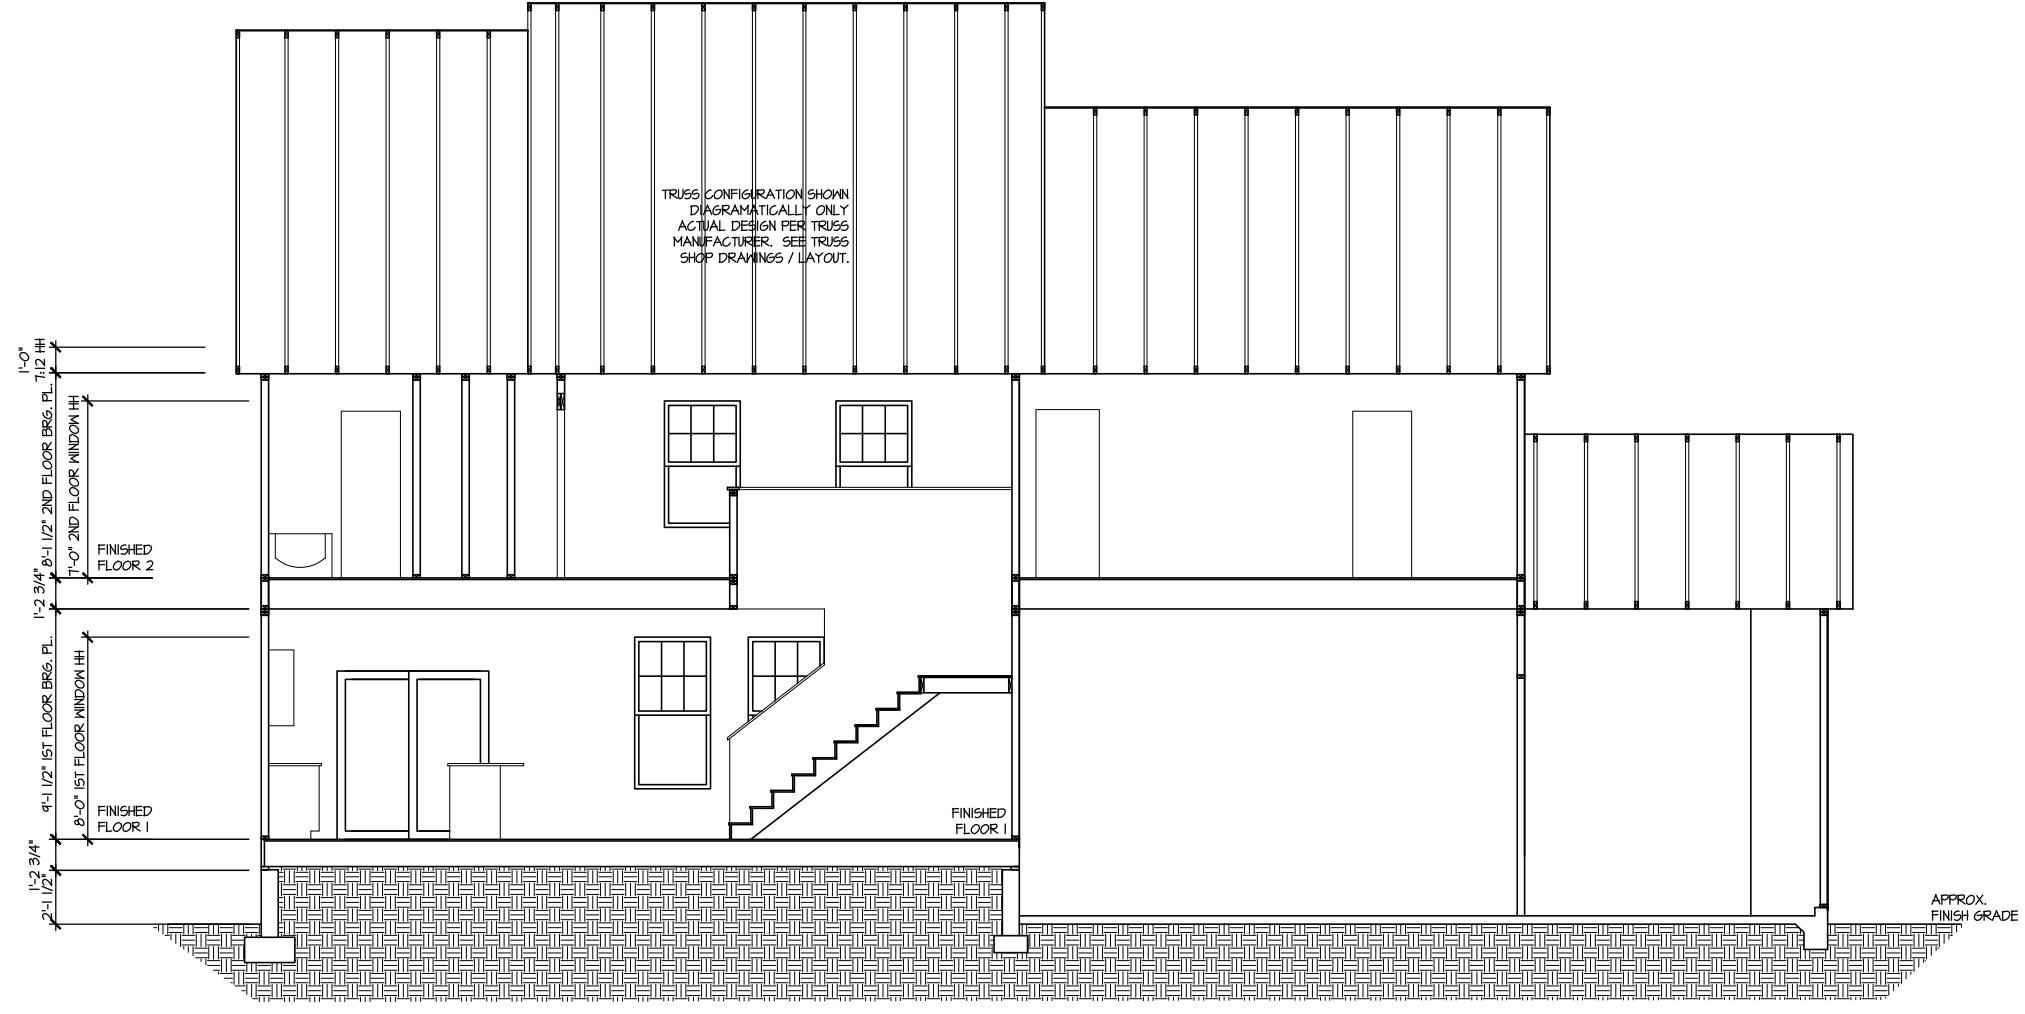 TRUSS CONFIGURATION SHOWN
DIAGRAMATICALLY ONLY
ACTUAL DESIGN PER TRUSS
MANUFACTURER. SEE TRUSS
SHOP DRAWINGS / LAYOUT.
1'-0"
7:12 HH
8'-1 1/2" 2ND FLOOR BRG. PL.
7'-0" 2ND FLOOR WINDOW HH
FINISHED
FLOOR 2
1'-2 3/4"
9'-1 1/2" 1ST FLOOR BRG. PL.
8'-0" 1ST FLOOR WINDOW HH
FINISHED
FLOOR 1
FINISHED
FLOOR 1
1'-2 3/4"
2'-1 1/2"
APPROX.
FINISH GRADE